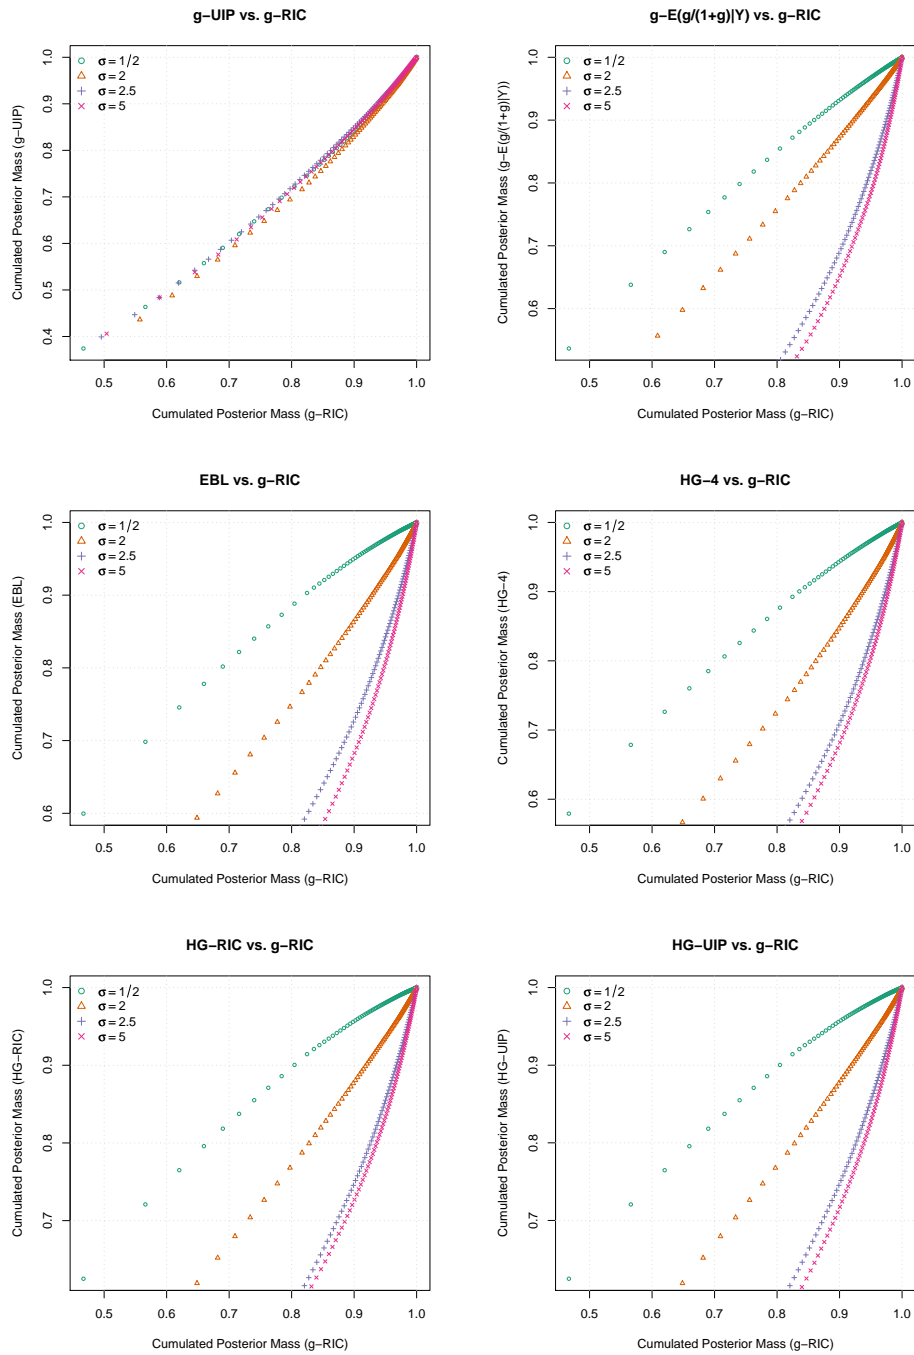 g−UIP vs. g−RIC
σ = 1/2
σ = 2
σ = 2.5
σ = 5
Cumulated Posterior Mass (g−UIP)
1.0
0.9
0.8
0.7
0.6
0.5
0.4
0.5 0.6 0.7 0.8 0.9 1.0
Cumulated Posterior Mass (g−RIC)
g−E(g/(1+g)|Y) vs. g−RIC
σ = 1/2
σ = 2
σ = 2.5
σ = 5
Cumulated Posterior Mass (g−E(g/(1+g)|Y))
1.0
0.9
0.8
0.7
0.6
0.5 0.6 0.7 0.8 0.9 1.0
Cumulated Posterior Mass (g−RIC)
EBL vs. g−RIC
σ = 1/2
σ = 2
σ = 2.5
σ = 5
Cumulated Posterior Mass (EBL)
1.0
0.9
0.8
0.7
0.6
0.5 0.6 0.7 0.8 0.9 1.0
Cumulated Posterior Mass (g−RIC)
HG−4 vs. g−RIC
σ = 1/2
σ = 2
σ = 2.5
σ = 5
Cumulated Posterior Mass (HG−4)
1.0
0.9
0.8
0.7
0.6
0.5 0.6 0.7 0.8 0.9 1.0
Cumulated Posterior Mass (g−RIC)
HG−RIC vs. g−RIC
σ = 1/2
σ = 2
σ = 2.5
σ = 5
Cumulated Posterior Mass (HG−RIC)
1.0
0.9
0.8
0.7
0.5 0.6 0.7 0.8 0.9 1.0
Cumulated Posterior Mass (g−RIC)
HG−UIP vs. g−RIC
σ = 1/2
σ = 2
σ = 2.5
σ = 5
Cumulated Posterior Mass (HG−UIP)
1.0
0.9
0.8
0.7
0.5 0.6 0.7 0.8 0.9 1.0
Cumulated Posterior Mass (g−RIC)